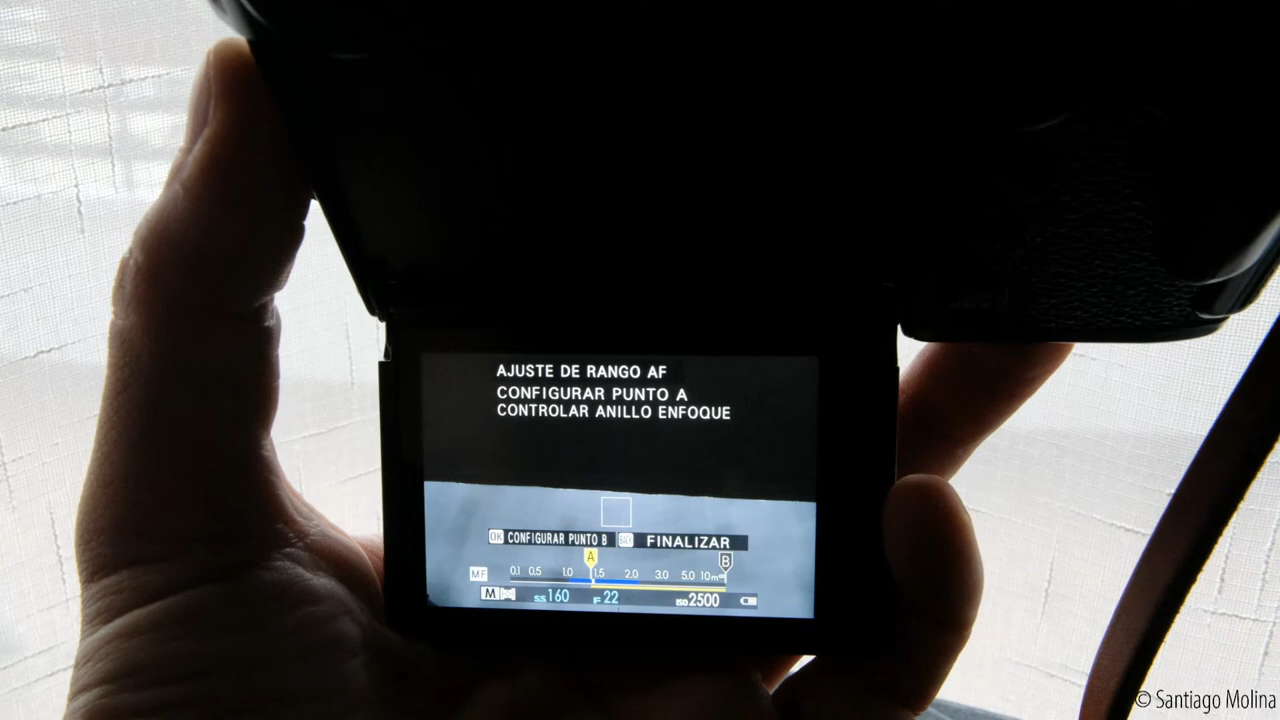 AJUSTE DE RANGO AF
CONFIGURAR PUNTO A
CONTROLAR ANILLO ENFOQUE
OK CONFIGURAR PUNTO B BACK FINALIZAR
A B
MF 0.1 0.5 1.0 1.5 2.0 3.0 5.0 10m ∞
M SS 160 F 22 ISO 2500
© Santiago Molina